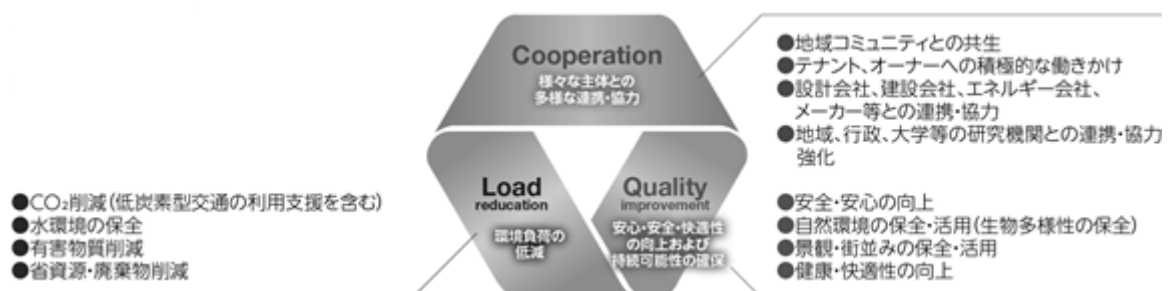 Cooperation
様々な主体との
多様な連携・協力
●地域コミュニティとの共生
●テナント、オーナーへの積極的な働きかけ
●設計会社、建設会社、エネルギー会社、
メーカー等との連携・協力
●地域、行政、大学等の研究機関との連携・協力
強化
Load
reducation
環境負荷の
低減
●CO₂削減(低炭素型交通の利用支援を含む)
●水環境の保全
●有害物質削減
●省資源・廃棄物削減
Quality
improvement
安心・安全・快適性
の向上および
持続可能性の確保
●安全・安心の向上
●自然環境の保全・活用(生物多様性の保全)
●景観・街並みの保全・活用
●健康・快適性の向上